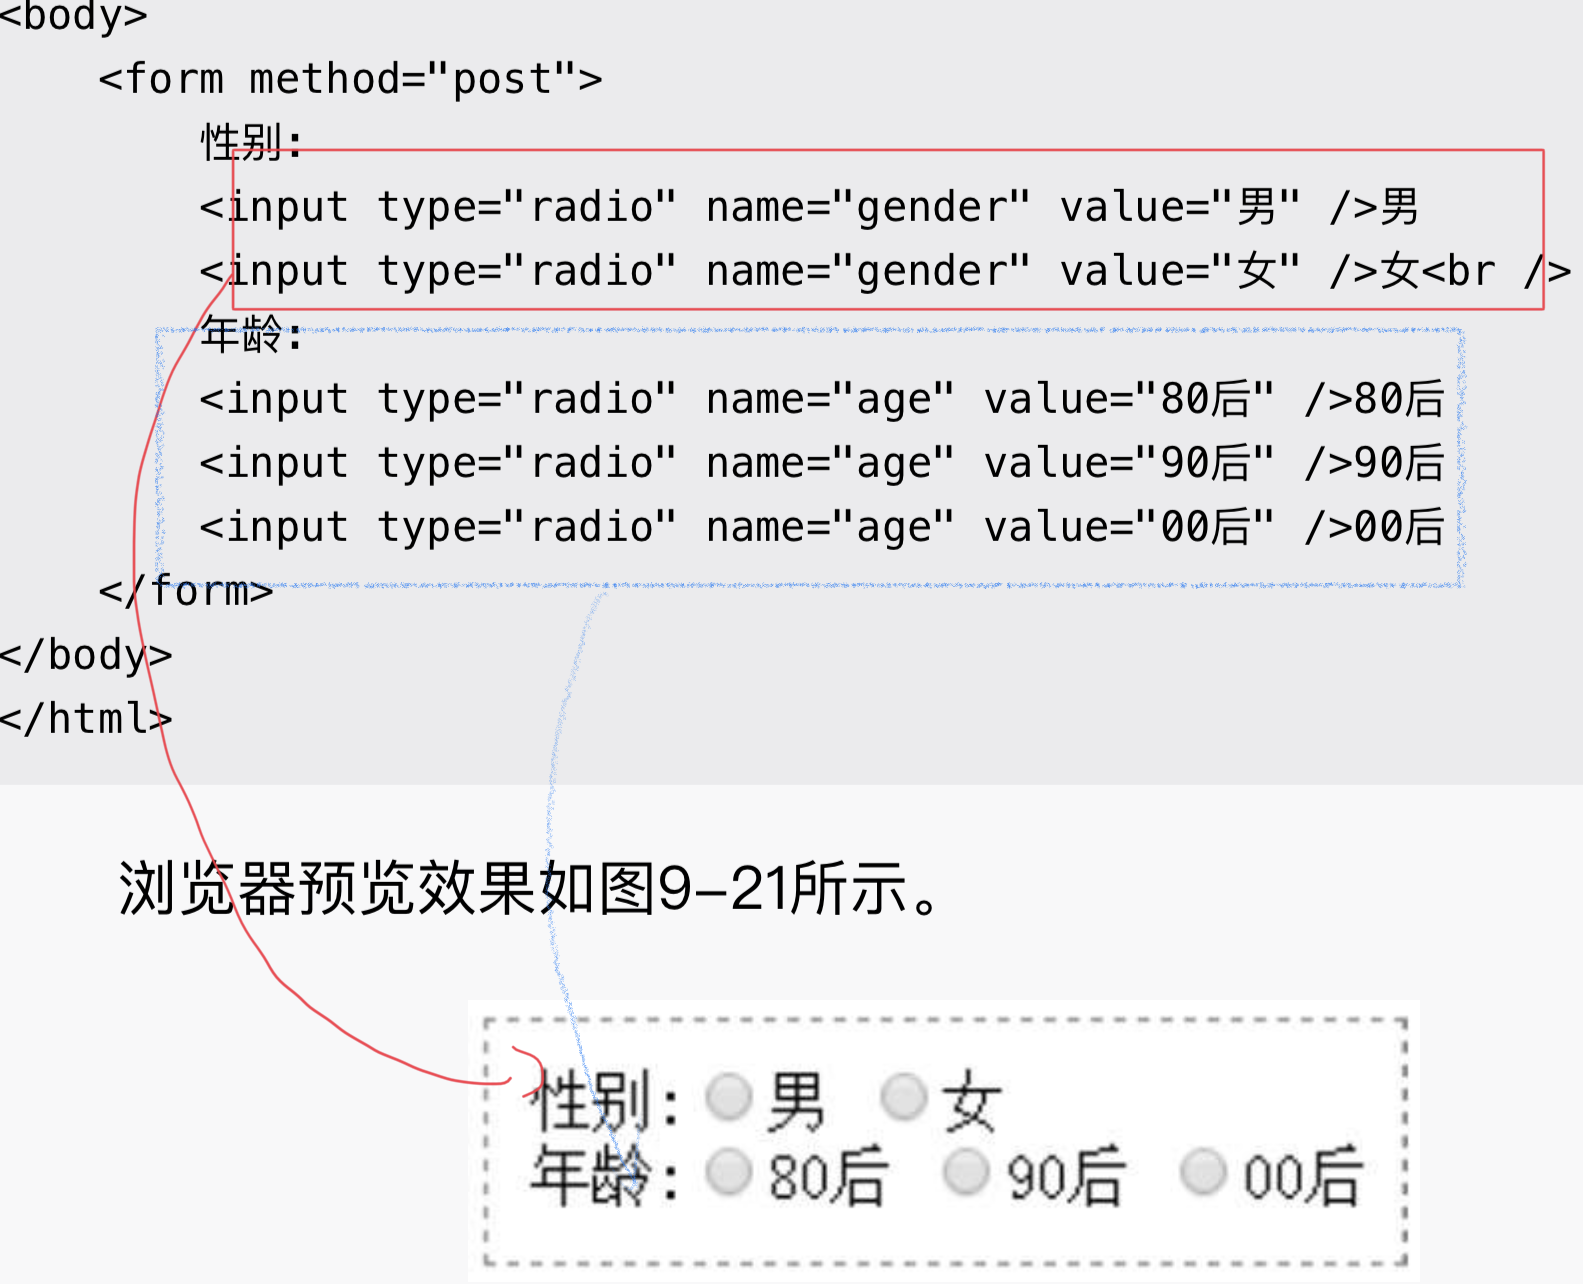 <body>
<form method="post">
性别:
<input type="radio" name="gender" value="男" />男
<input type="radio" name="gender" value="女" />女<br />
年龄:
<input type="radio" name="age" value="80后" />80后
<input type="radio" name="age" value="90后" />90后
<input type="radio" name="age" value="00后" />00后
</form>
</body>
</html>
浏览器预览效果如图9-21所示。
性别: 男 女
年龄: 80后 90后 00后